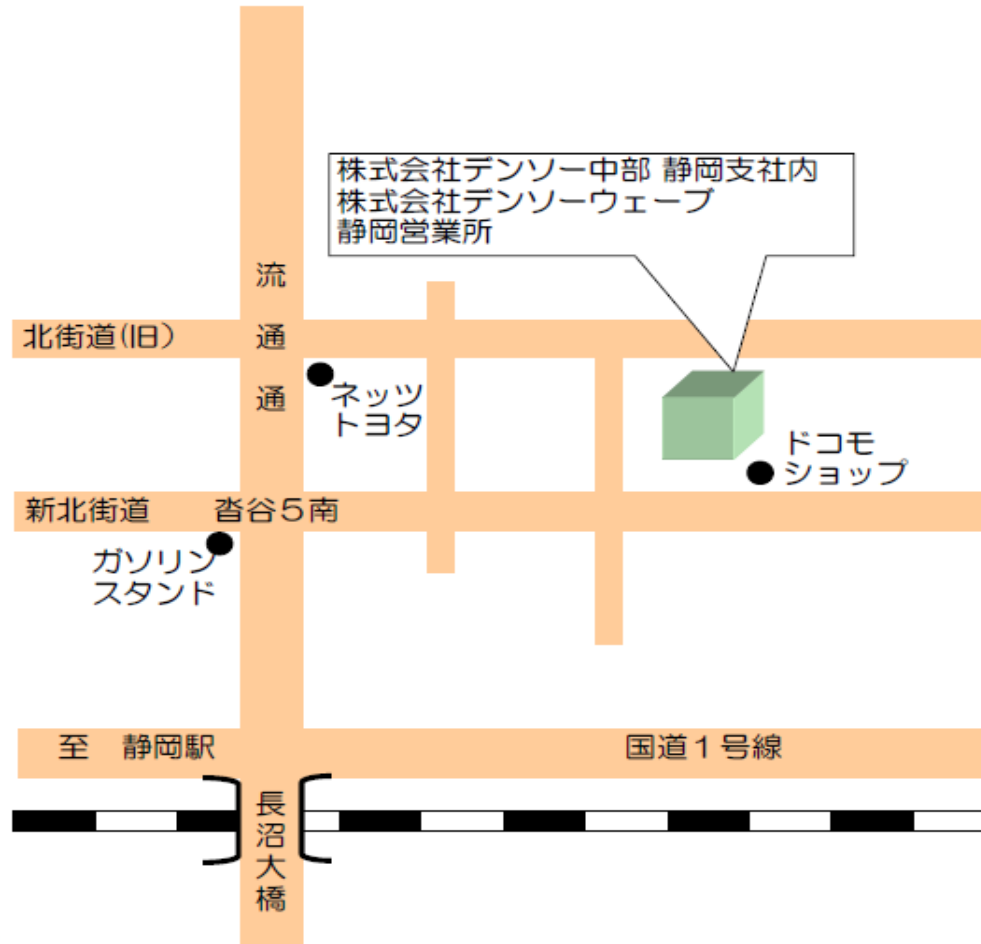 株式会社デンソー中部 静岡支社内
株式会社デンソーウェーブ
静岡営業所
流通通
北街道(旧）
ネッツ
トヨタ
ドコモ
ショップ
新北街道
沓谷５南
ガソリン
スタンド
至　静岡駅
国道１号線
長沼大橋